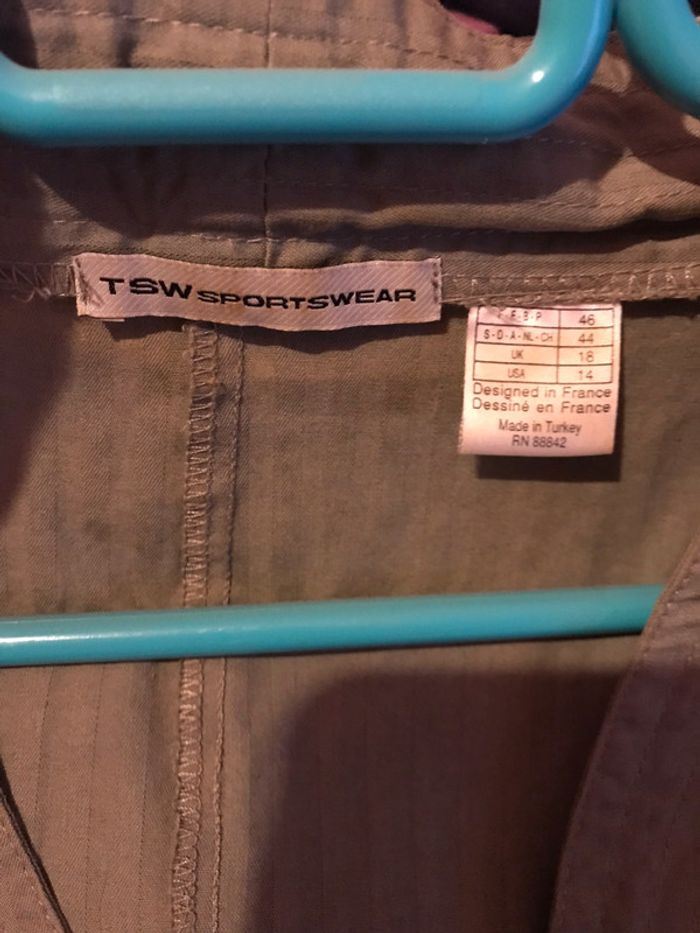 TSW SPORTSWEAR
F-B-P 46
S-D-A-NL-CH 44
UK 18
USA 14
Designed in France
Dessiné en France
Made in Turkey
RN 88842